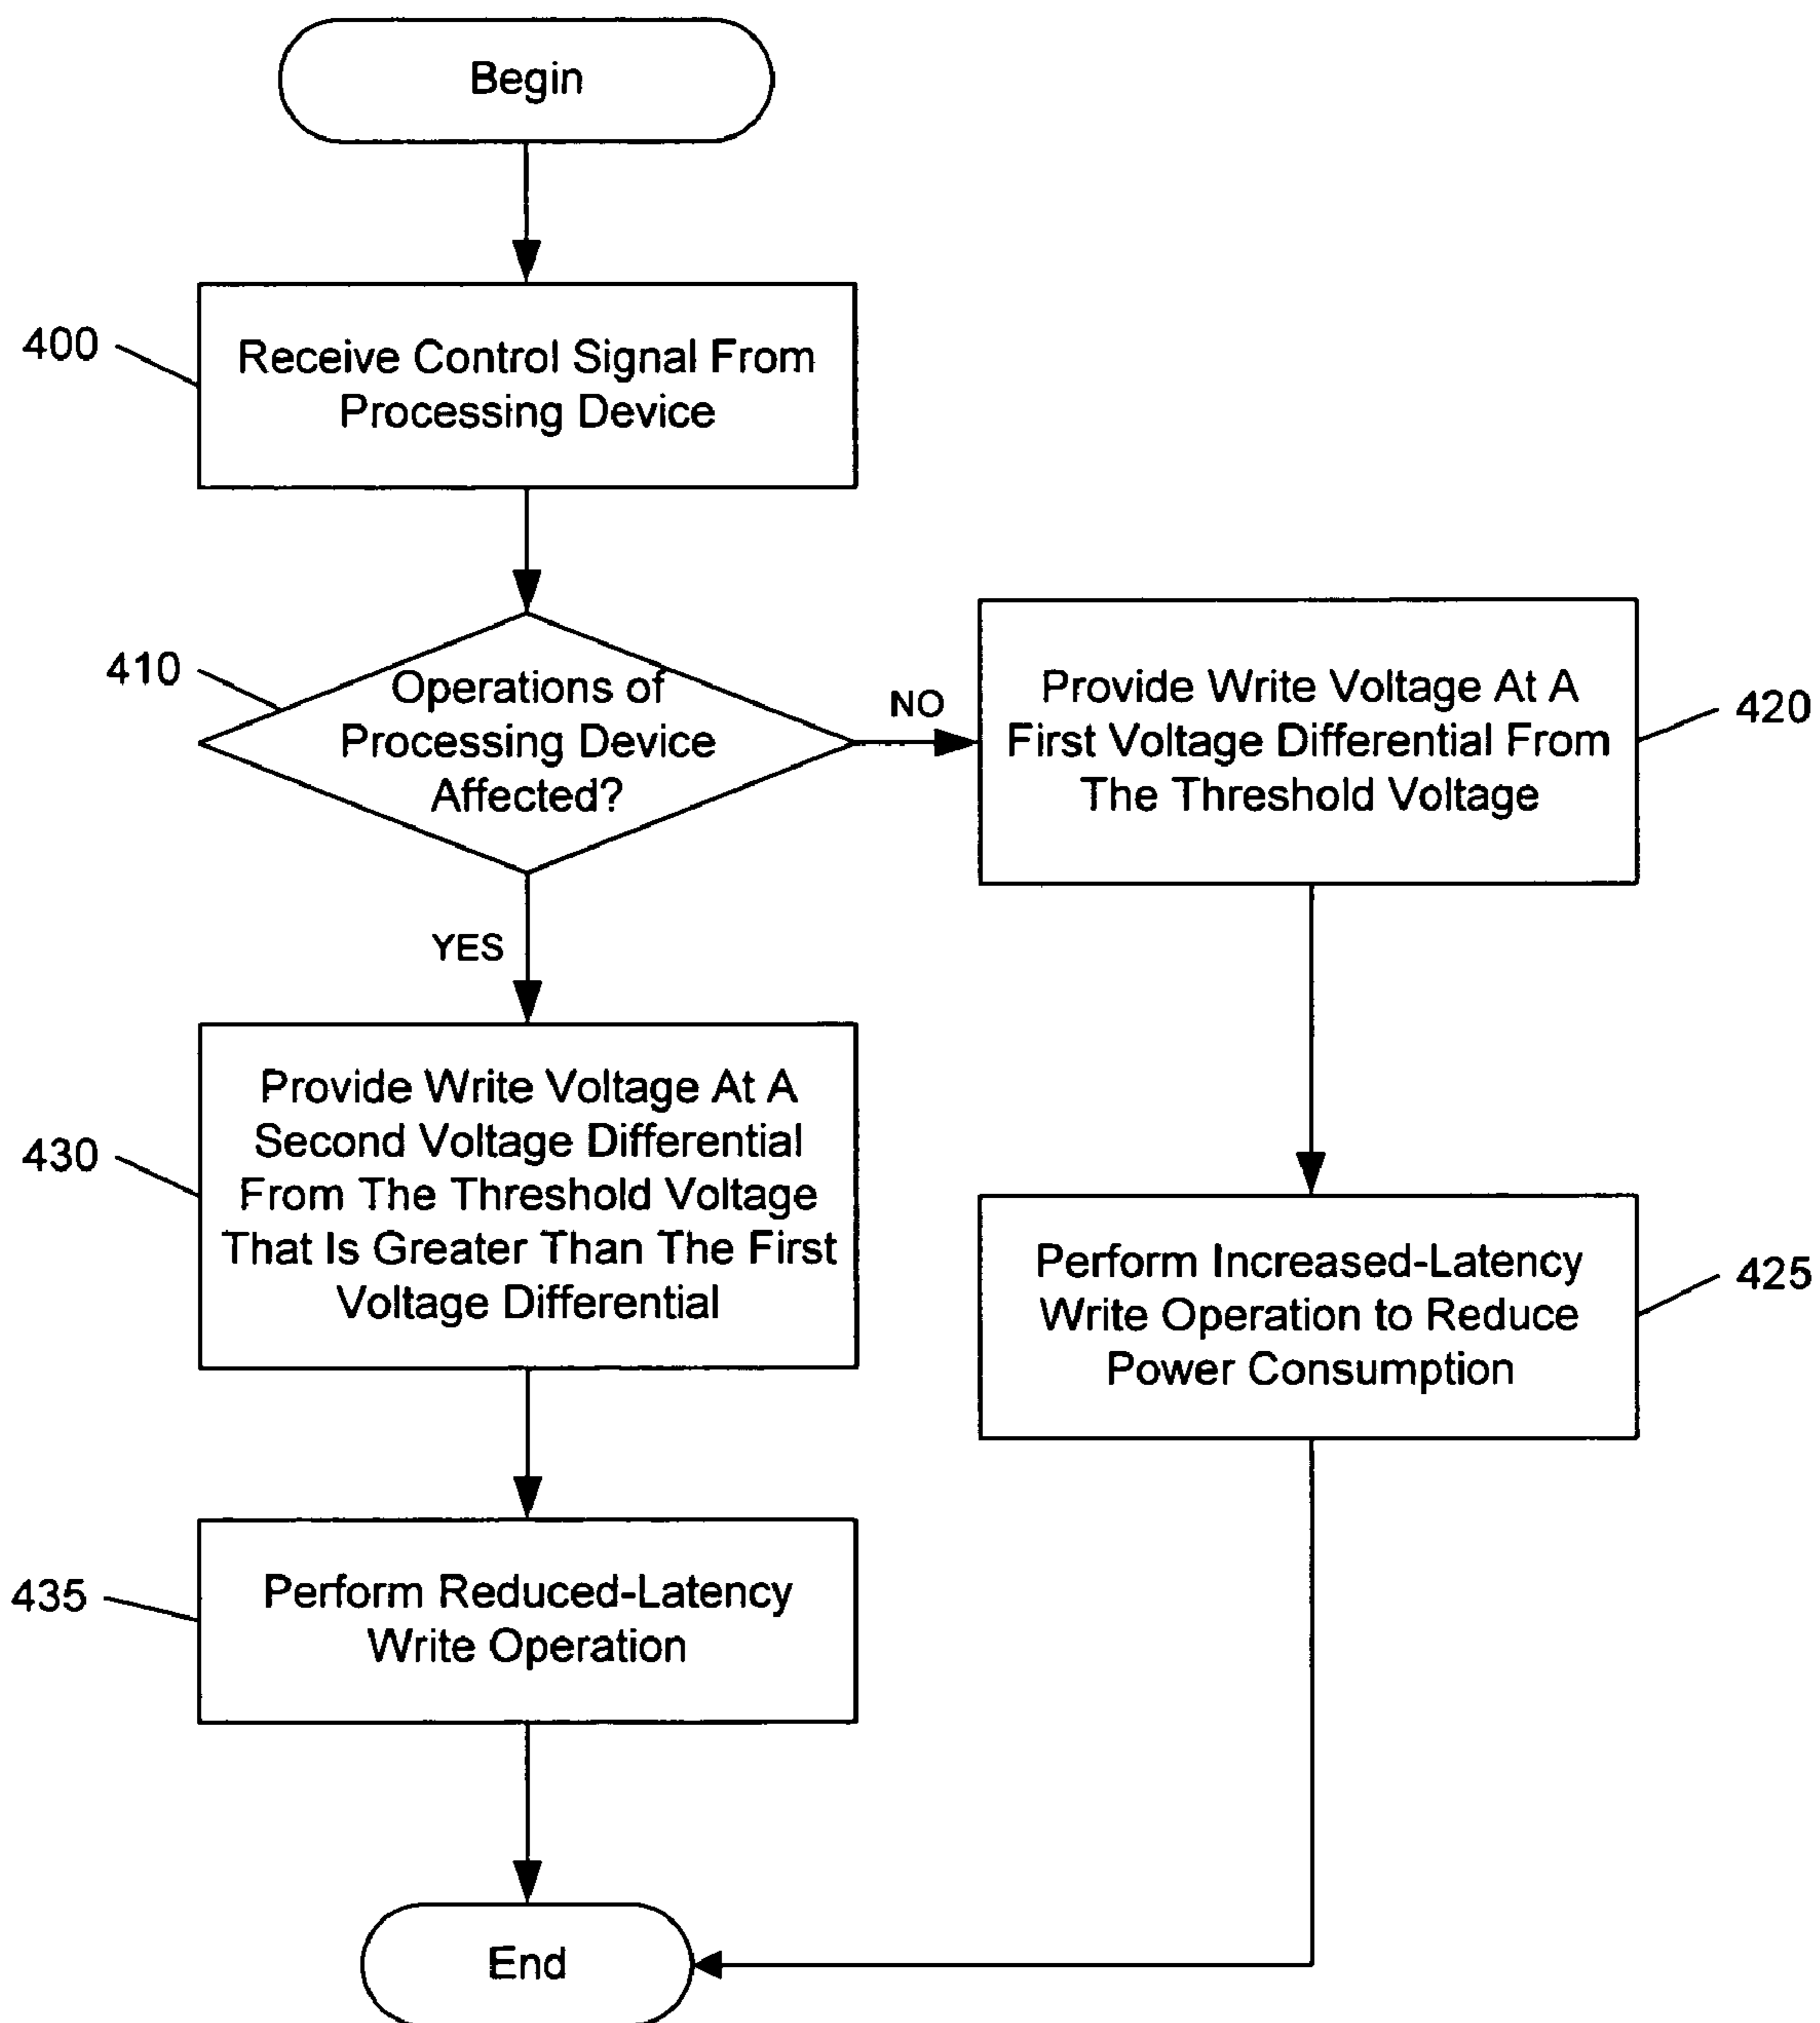 Begin
400
Receive Control Signal From
Processing Device
410
Operations of
Processing Device
Affected?
NO
Provide Write Voltage At A
First Voltage Differential From
The Threshold Voltage
420
YES
430
Provide Write Voltage At A
Second Voltage Differential
From The Threshold Voltage
That Is Greater Than The First
Voltage Differential
Perform Increased-Latency
Write Operation to Reduce
Power Consumption
425
435
Perform Reduced-Latency
Write Operation
End